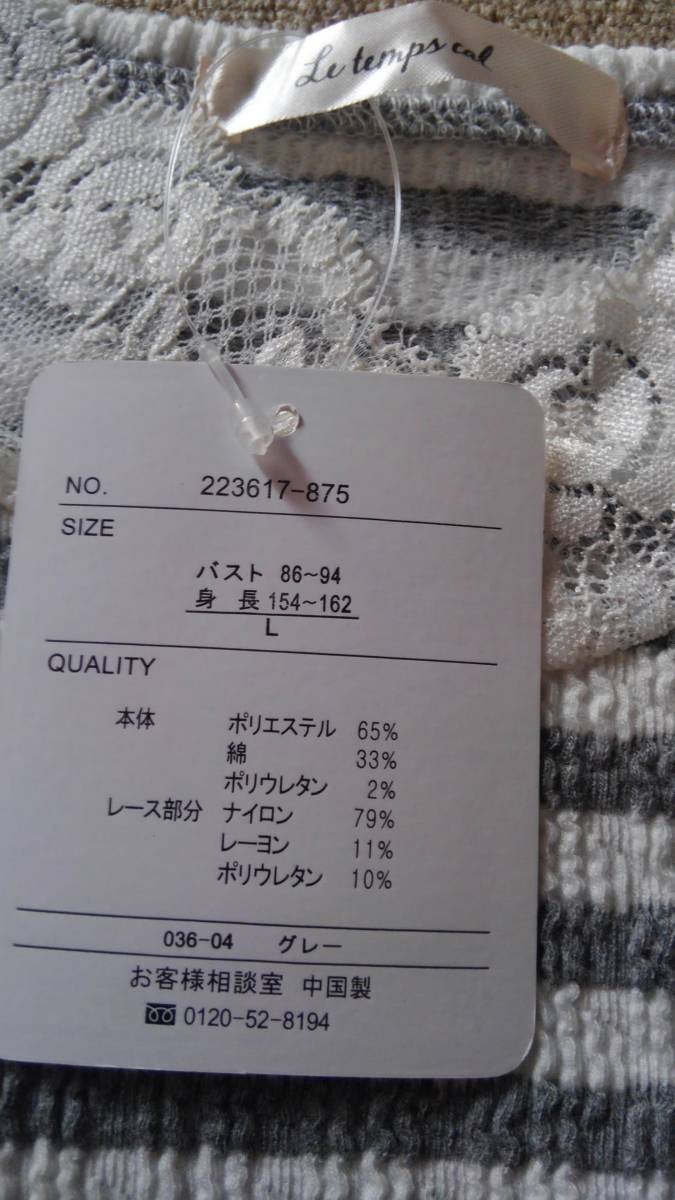 Le temps cal
NO. 223617-875
SIZE
バスト 86~94
身 長 154~162
L
QUALITY
本体 ポリエステル 65%
綿 33%
ポリウレタン 2%
レース部分 ナイロン 79%
レーヨン 11%
ポリウレタン 10%
036-04 グレー
お客様相談室 中国製
0120-52-8194